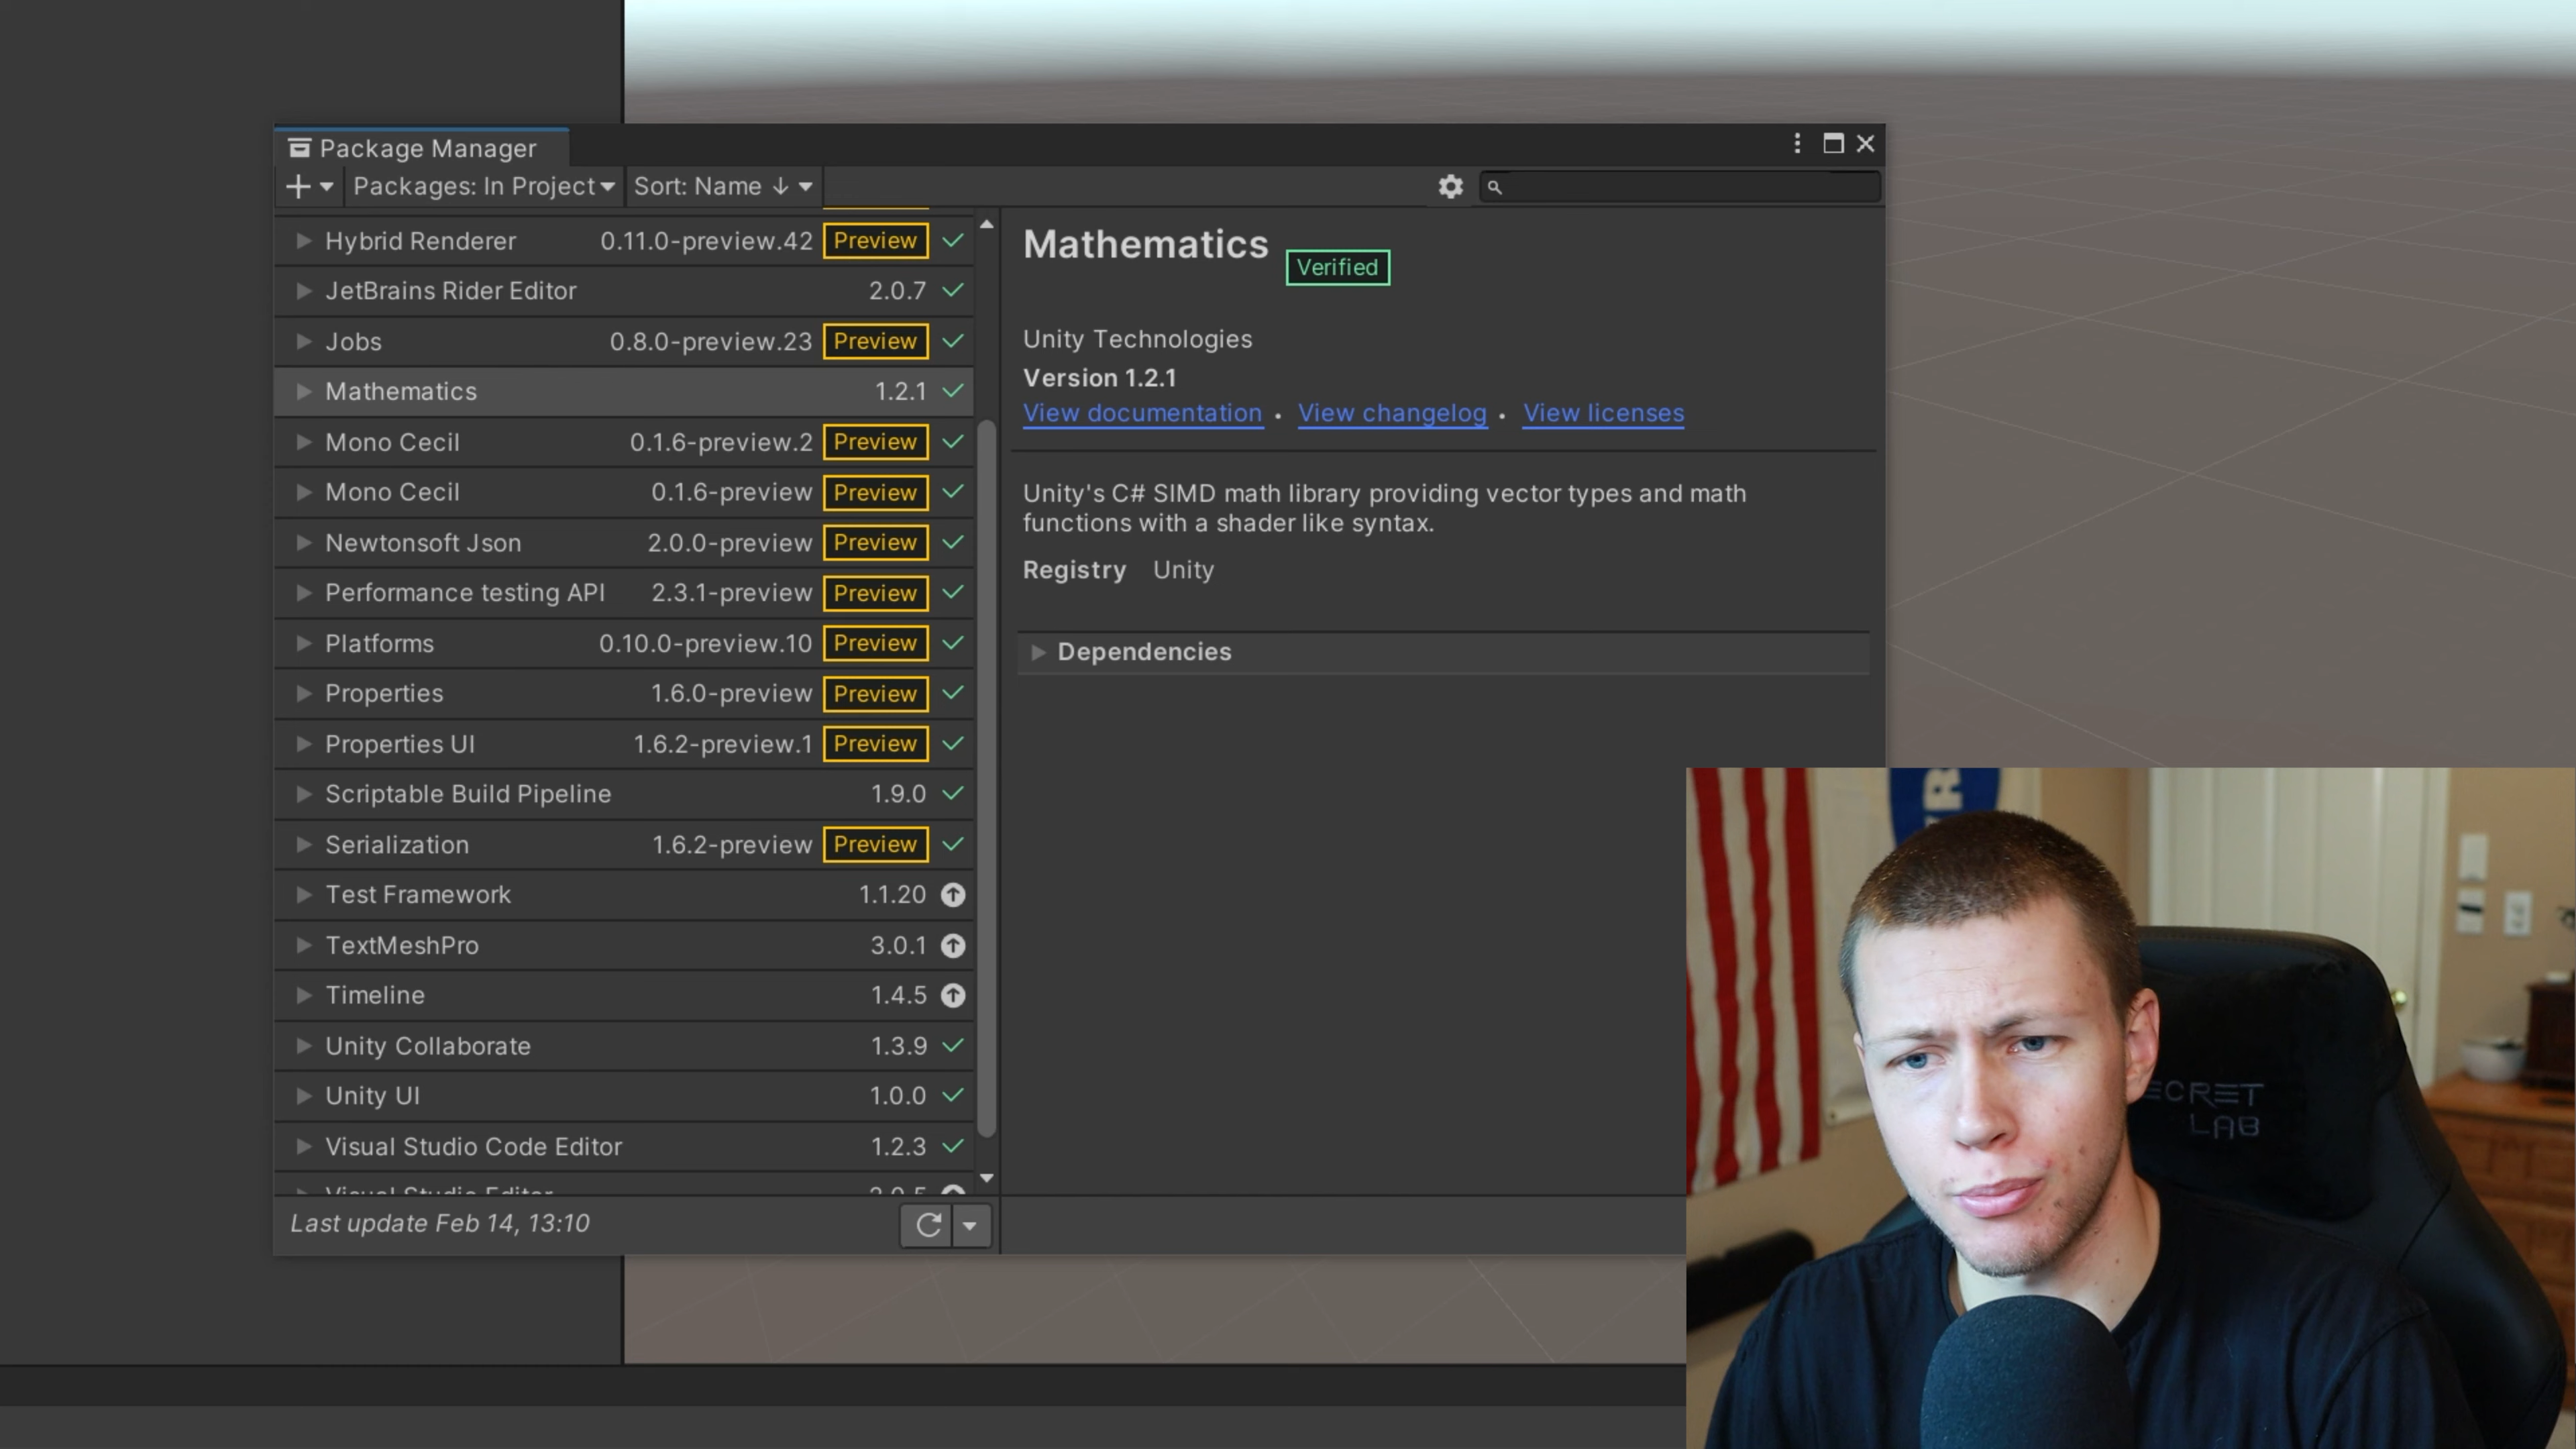 Package Manager
Packages: In Project
Sort: Name ↓
Hybrid Renderer 0.11.0-preview.42 Preview
JetBrains Rider Editor 2.0.7
Jobs 0.8.0-preview.23 Preview
Mathematics 1.2.1
Mono Cecil 0.1.6-preview.2 Preview
Mono Cecil 0.1.6-preview Preview
Newtonsoft Json 2.0.0-preview Preview
Performance testing API 2.3.1-preview Preview
Platforms 0.10.0-preview.10 Preview
Properties 1.6.0-preview Preview
Properties UI 1.6.2-preview.1 Preview
Scriptable Build Pipeline 1.9.0
Serialization 1.6.2-preview Preview
Test Framework 1.1.20
TextMeshPro 3.0.1
Timeline 1.4.5
Unity Collaborate 1.3.9
Unity UI 1.0.0
Visual Studio Code Editor 1.2.3
Visual Studio Editor
Last update Feb 14, 13:10
Mathematics Verified
Unity Technologies
Version 1.2.1
View documentation • View changelog • View licenses
Unity's C# SIMD math library providing vector types and math
functions with a shader like syntax.
Registry Unity
Dependencies
ECRET
LAB